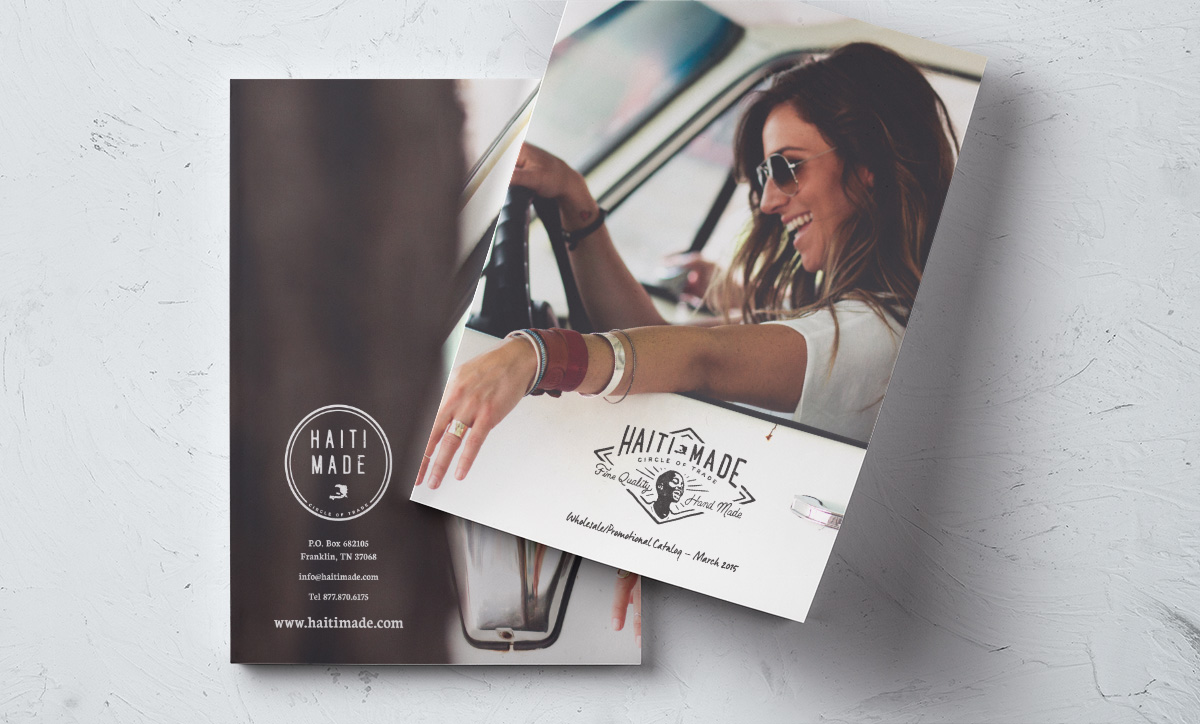 HAITI
MADE
CIRCLE OF TRADE
P.O. Box 682105
Franklin, TN 37068
info@haitimade.com
Tel 877.870.6175
www.haitimade.com
HAITI MADE
CIRCLE OF TRADE
Fine Quality Hand Made
Wholesale/Promotional Catalog – March 2015